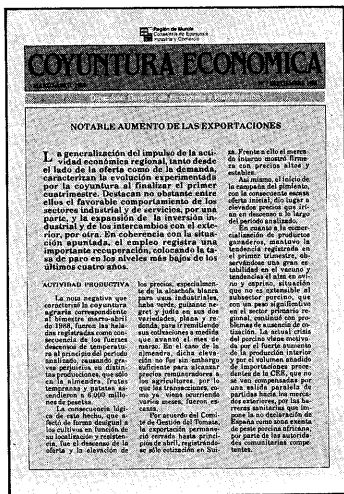 Región de Murcia
Consejería de Economía
Industria y Comercio
COYUNTURA ECONOMICA
NOTABLE AUMENTO DE LAS EXPORTACIONES
La generalización del impulso de la acti-
vidad económica regional, tanto desde
el lado de la oferta como de la demanda,
caracterizan la evolución experimentada
por la coyuntura al finalizar el primer
cuatrimestre. Destacan no obstante entre
ellos el favorable comportamiento de los
sectores industrial y de servicios, por una
parte, y la expansión de la inversión in-
dustrial y de los intercambios con el exte-
rior, por otra. En coherencia con la situa-
ción apuntada, el empleo registra una
importante recuperación, colocando la ta-
sa de paro en los niveles más bajos de los
últimos cuatro años.
ACTIVIDAD PRODUCTIVA
La nota negativa que
caracterizó la coyuntura
agraria correspondiente
al bimestre marzo-abril
de 1988, fueron las hela-
das registradas como con-
secuencia de los fuertes
descensos de temperatu-
ra al principio del período
analizado, causando gra-
ves perjuicios en distin-
tas producciones, que sólo
en la almendra, frutas
tempranas y patatas as-
cendieron a 6.000 millo-
nes de pesetas.
La consecuencia lógi-
ca de este hecho, que a-
fectó de forma desigual a
los cultivos en función de
su localización y resisten-
cia, fue el descenso de la
oferta y la elevación de
los precios, especialmen-
te de la alcachofa blanca
para usos industriales,
haba verde, guisante ne-
gret y judía en sus dos
variedades, plana y re-
donda, para ir remitiendo
sus cotizaciones a medida
que avanzó el mes de
marzo. En el caso de la
almendra, dicha eleva-
ción no fue sin embargo
suficiente para alcanzar
precios remuneradores a
los agricultores, por lo
que las transacciones, co-
mo ya viene ocurriendo
varios meses, fueron es-
casas.
Por acuerdo del Comi-
té de Gestión del Tomate,
la exportación permane-
ció cerrada hasta princi-
pios de abril, registrándo-
se sólo cotización en Sui-
za. Frente a ello el merca-
do interno mostró firme-
za con precios altos y
estables.
Así mismo, el inicio de
la campaña del pimiento,
con la consecuente escasa
oferta inicial, dio lugar a
elevados precios que iri-
an en descenso a lo largo
del período analizado.
En cuanto a la comer-
cialización de productos
ganaderos, mantuvo la
tendencia registrada en
el primer trimestre, ob-
servándose una gran es-
tabilidad en el vacuno y
tendencias al alza en avi-
no y caprino, situación
que no es extensible al
subsector porcino, que
con un peso significativo
en el sector primario re-
gional, continuó con pro-
blemas de ausencia de co-
tización. La actual crisis
del porcino viene motiva-
da por el fuerte aumento
de la producción interior
y por el volumen añadido
de importaciones proce-
dentes de la CEE, que no
se ven compensadas por
una salida paralela de
partidas hacia los merca-
dos exteriores, por las ba-
rreras sanitarias que im-
pone la no declaración de
España como zona exenta
de peste porcina africana,
por parte de las autorida-
des comunitarias compe-
tentes.